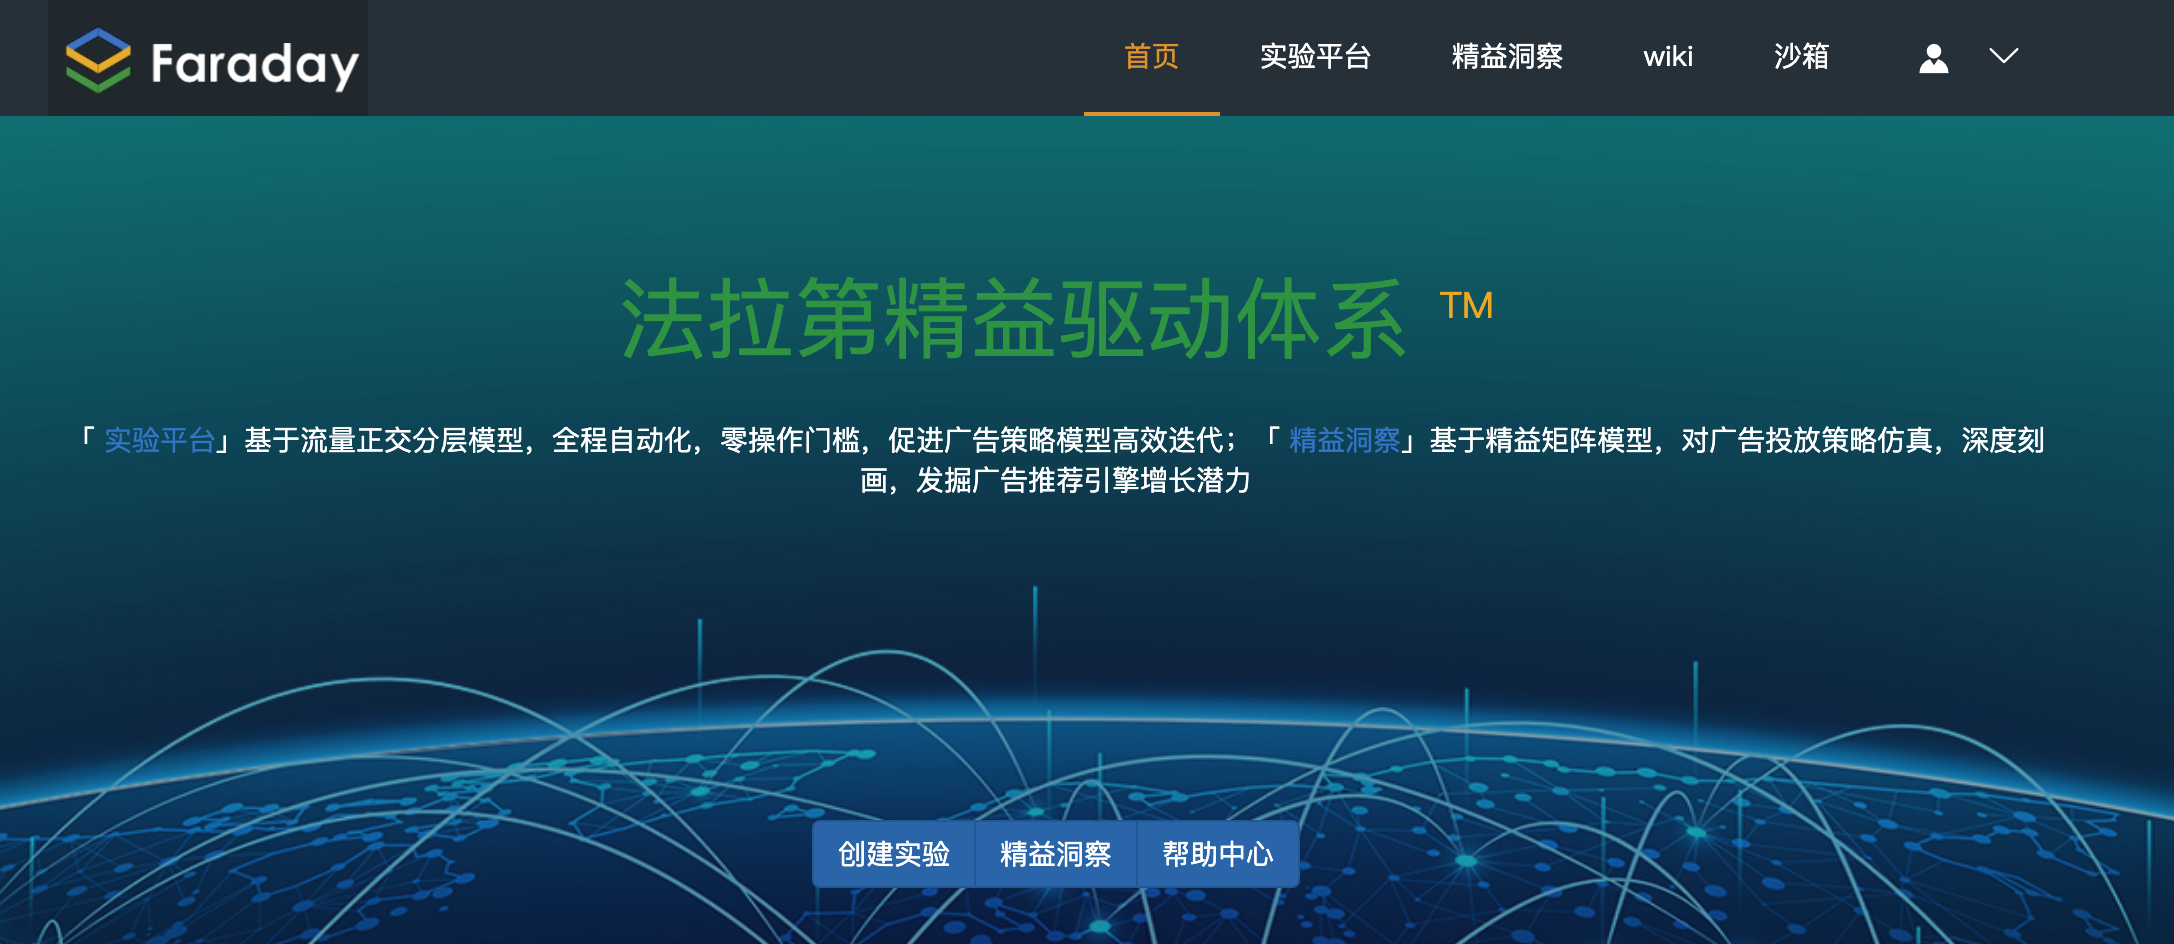 Faraday
首页 实验平台 精益洞察 wiki 沙箱
法拉第精益驱动体系 TM
「 实验平台」基于流量正交分层模型，全程自动化，零操作门槛，促进广告策略模型高效迭代；「 精益洞察」基于精益矩阵模型，对广告投放策略仿真，深度刻
画，发掘广告推荐引擎增长潜力
创建实验 精益洞察 帮助中心